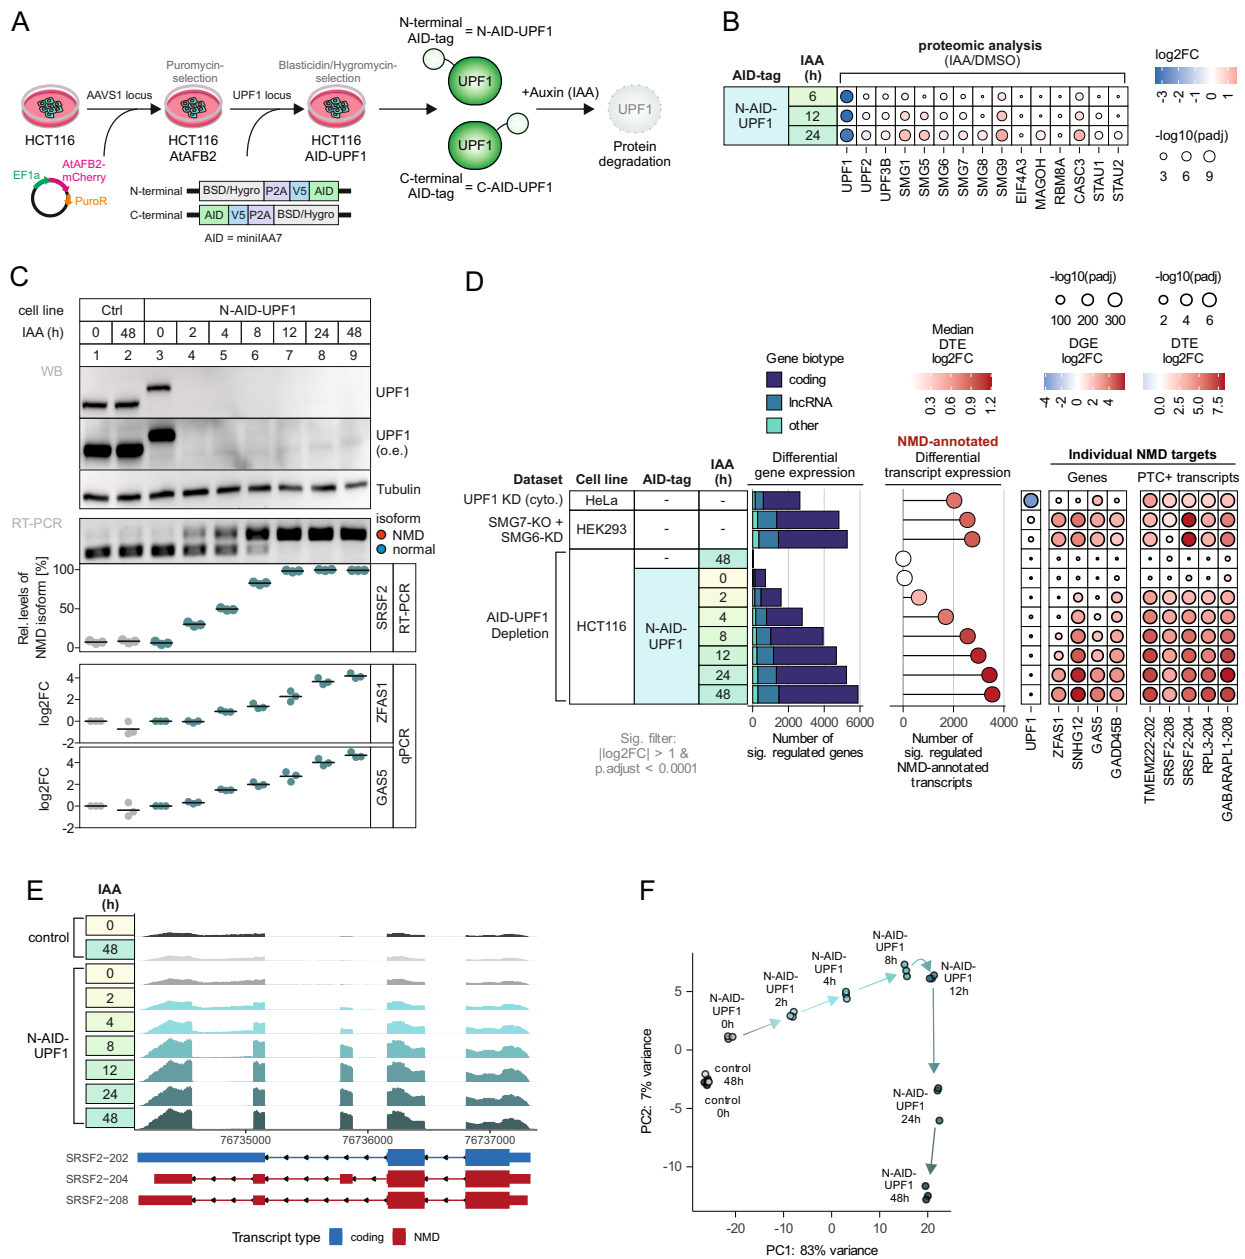 A
N-terminal
AID-tag = N-AID-UPF1
UPF1
Puromycin-
selection
Blasticidin/Hygromycin-
selection
AAVS1 locus
UPF1 locus
+Auxin (IAA)
UPF1
HCT116
HCT116
AtAFB2
HCT116
AID-UPF1
UPF1
Protein
degradation
C-terminal
AID-tag = C-AID-UPF1
EF1a
AtAFB2-
mCherry
PuroR
N-terminal BSD/Hygro P2A V5 AID
C-terminal AID V5 P2A BSD/Hygro
AID = miniIAA7
B
proteomic analysis
(IAA/DMSO)
AID-tag
IAA
(h)
N-AID-
UPF1
6
12
24
UPF1 UPF2 UPF3B SMG1 SMG5 SMG6 SMG7 SMG8 SMG9 EIF4A3 MAGOH RBM8A CASC3 STAU1 STAU2
log2FC
-3 -2 -1 0 1
-log10(padj)
3 6 9
C
cell line Ctrl N-AID-UPF1
IAA (h) 0 48 0 2 4 8 12 24 48
1 2 3 4 5 6 7 8 9
WB
UPF1
UPF1
(o.e.)
Tubulin
RT-PCR
isoform
NMD
normal
Rel. levels of
NMD isoform [%]
100
50
0
SRSF2
RT-PCR
log2FC
4
2
0
-2
ZFAS1
qPCR
log2FC
4
2
0
-2
GAS5
D
-log10(padj)
100 200 300
-log10(padj)
2 4 6
Median
DTE
log2FC
0.3 0.6 0.9 1.2
DGE
log2FC
-4 -2 0 2 4
DTE
log2FC
0.0 2.5 5.0 7.5
Gene biotype
coding
lncRNA
other
NMD-annotated
Differential
gene expression
Differential
transcript expression
Individual NMD targets
Genes PTC+ transcripts
Dataset Cell line AID-tag IAA
(h)
UPF1 KD (cyto.) HeLa - -
SMG7-KO +
SMG6-KD
HEK293 - -
AID-UPF1
Depletion
HCT116
- 48
N-AID-
UPF1
0
2
4
8
12
24
48
0 2000 4000 6000
Number of
sig. regulated genes
0 2000 4000
Number of
sig. regulated
NMD-annotated
transcripts
Sig. filter:
|log2FC| > 1 &
p.adjust < 0.0001
UPF1 ZFAS1 SNHG12 GAS5 GADD45B TMEM222-202 SRSF2-208 SRSF2-204 RPL3-204 GABARAPL1-208
E
IAA
(h)
control
0
48
N-AID-
UPF1
0
2
4
8
12
24
48
76735000 76736000 76737000
SRSF2−202
SRSF2−204
SRSF2−208
Transcript type coding NMD
F
PC2: 7% variance
5
0
-5
-10
N-AID-
UPF1
0h
N-AID-
UPF1
2h
N-AID-
UPF1
4h
N-AID-
UPF1
8h
N-AID-
UPF1
12h
control
48h
control
0h
N-AID-
UPF1
24h
N-AID-
UPF1
48h
-20 -10 0 10 20
PC1: 83% variance